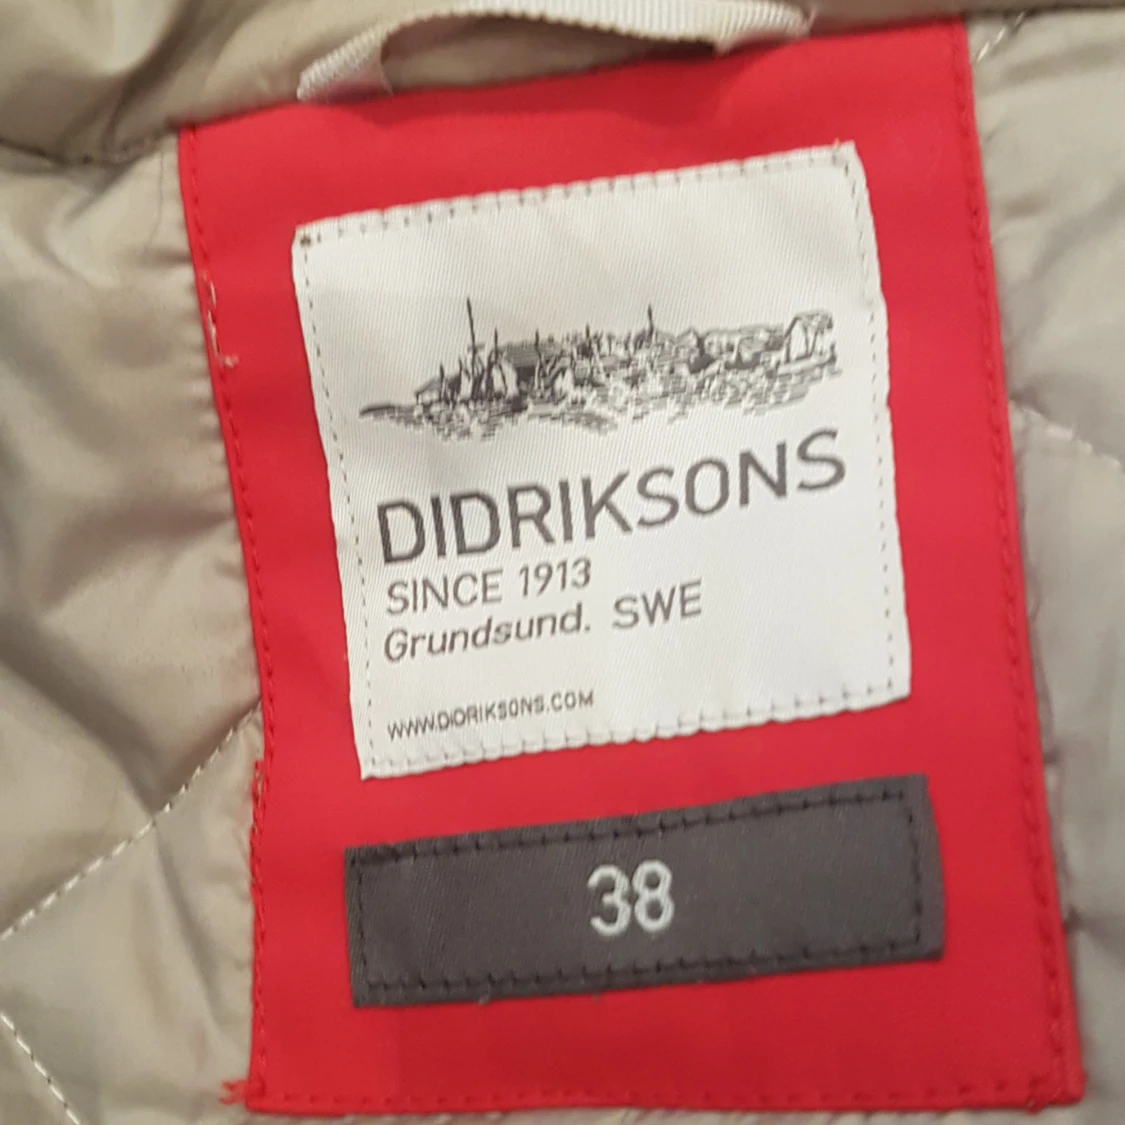 DIDRIKSONS
SINCE 1913
Grundsund. SWE
WWW.DIDRIKSONS.COM
38